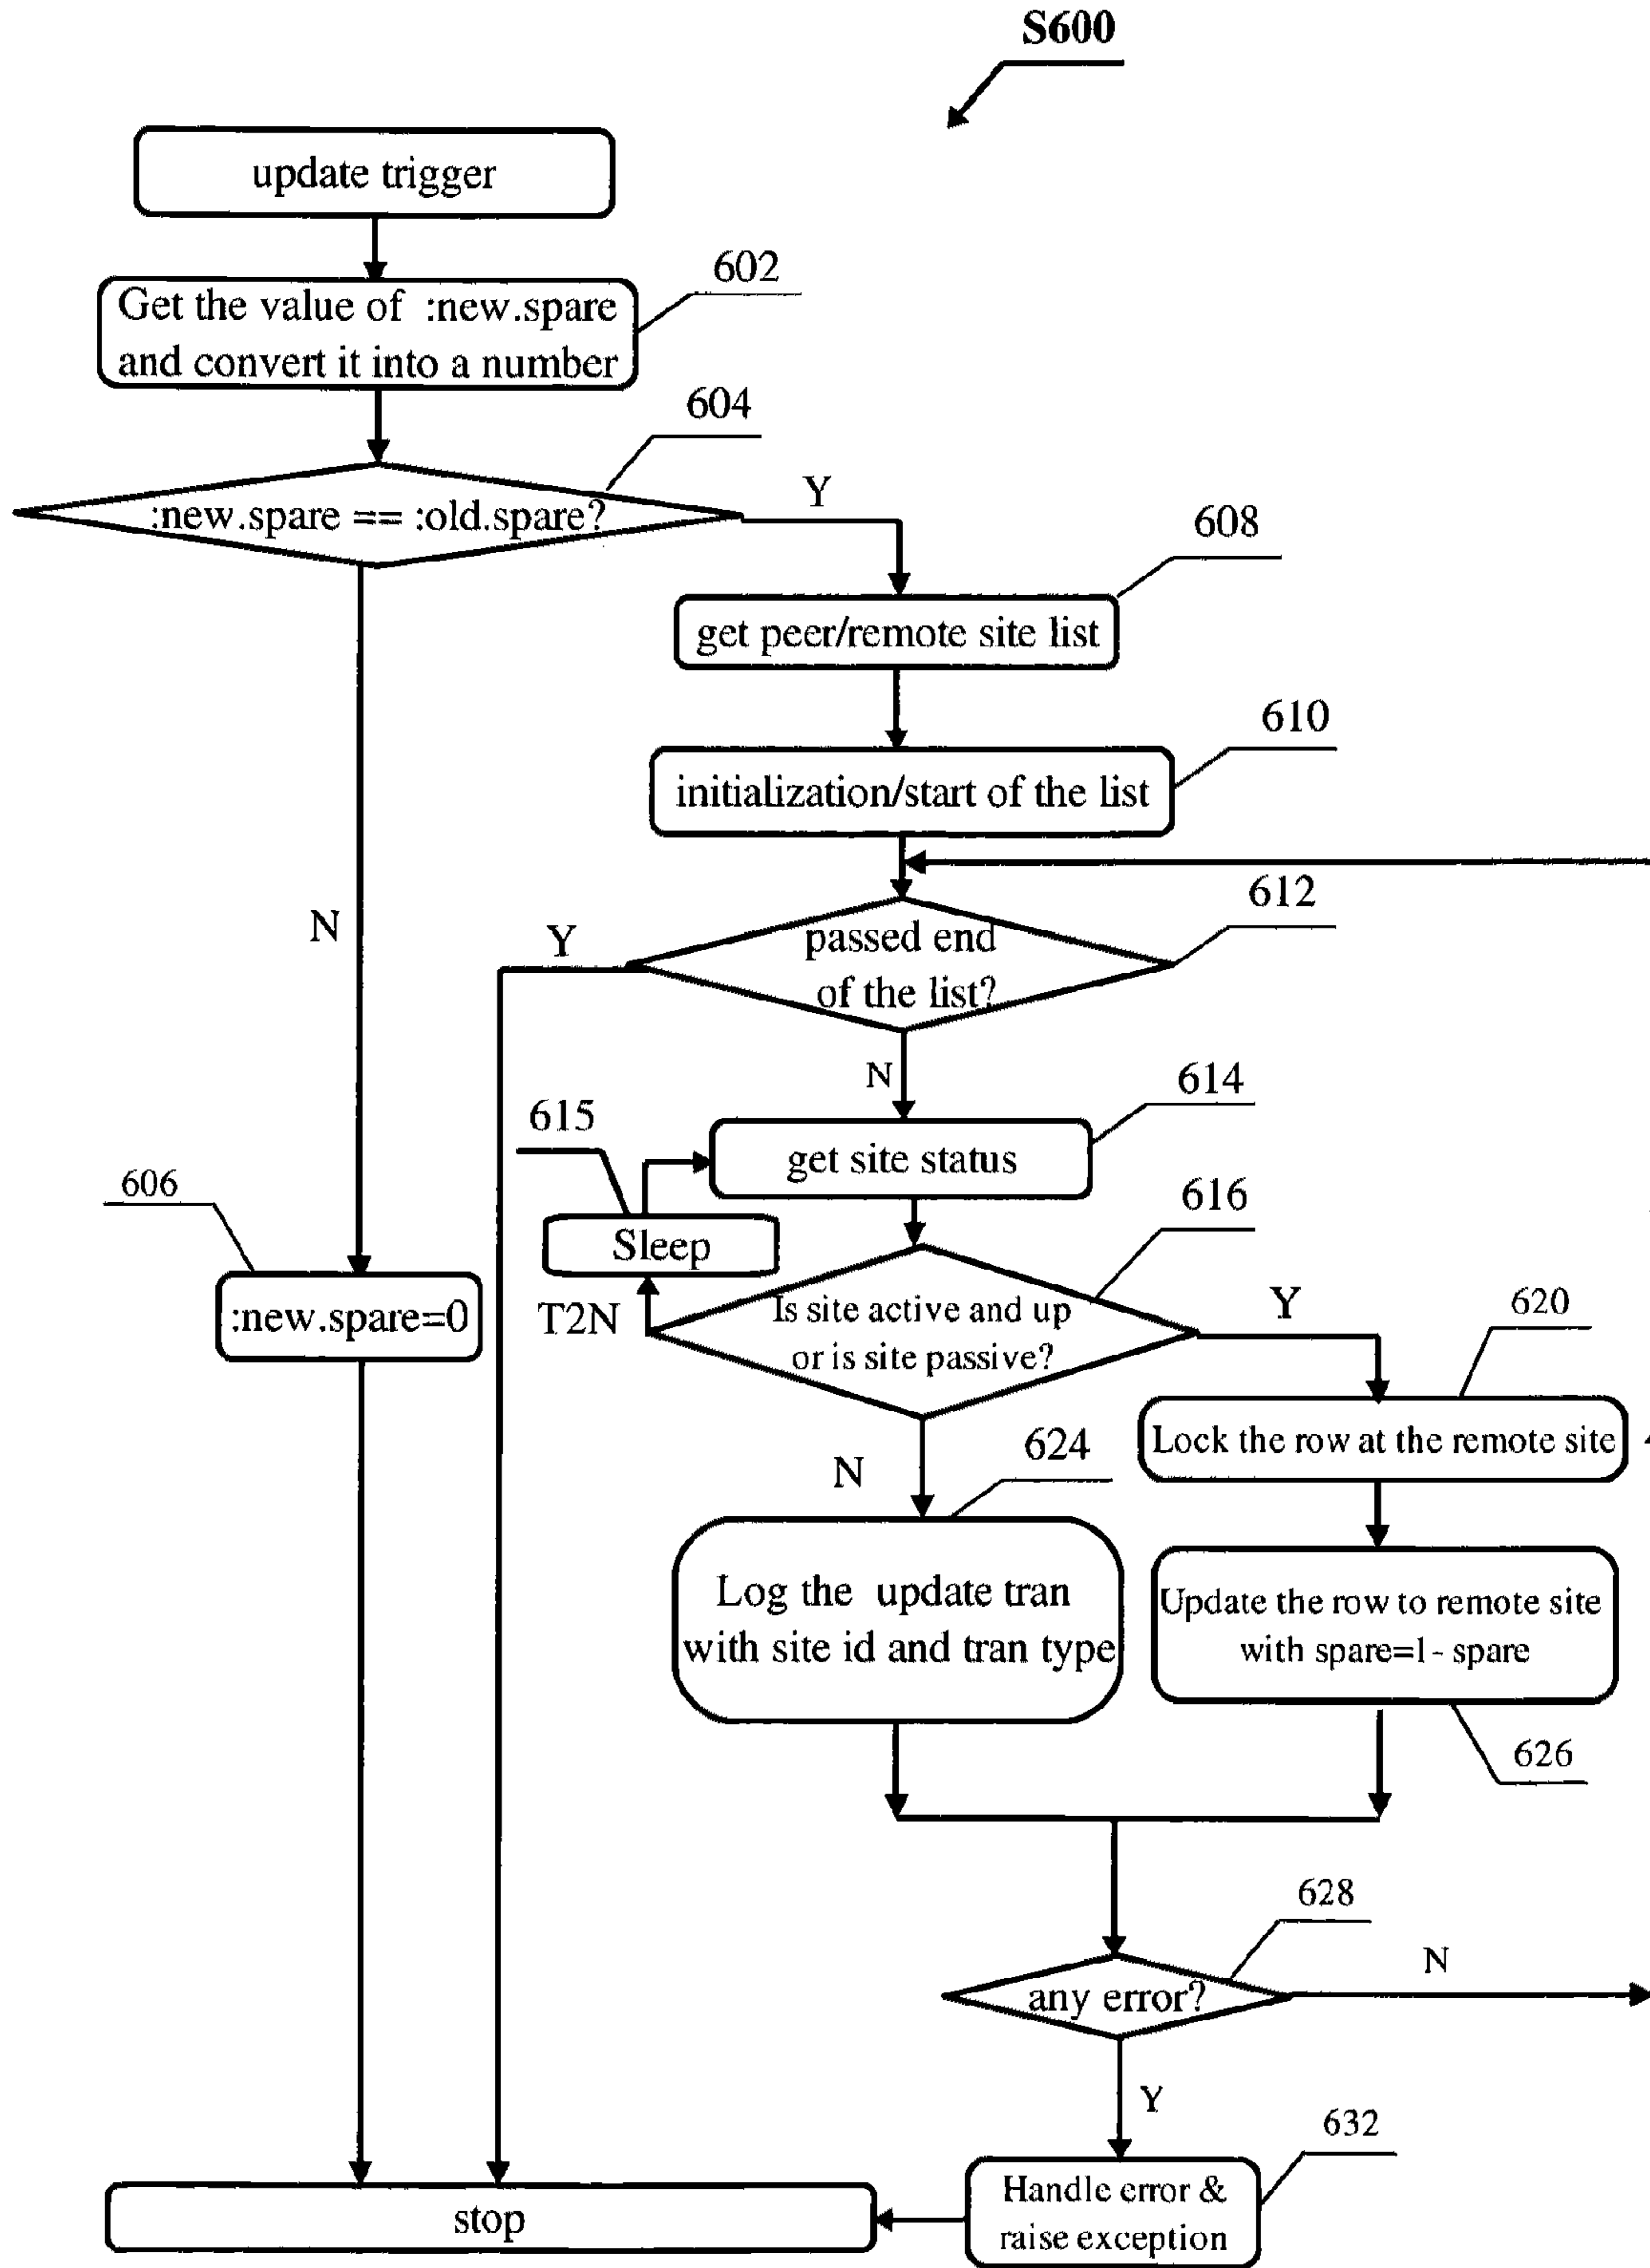 S600
update trigger
602
Get the value of :new.spare
and convert it into a number
604
:new.spare == :old.spare?
Y
608
get peer/remote site list
610
initialization/start of the list
612
N
Y
passed end
of the list?
N
614
615
get site status
606
616
Sleep
:new.spare=0
T2N
Is site active and up
or is site passive?
Y
620
Lock the row at the remote site
624
N
Log the update tran
with site id and tran type
Update the row to remote site
with spare=1- spare
626
628
any error?
N
Y
632
Handle error &
raise exception
stop